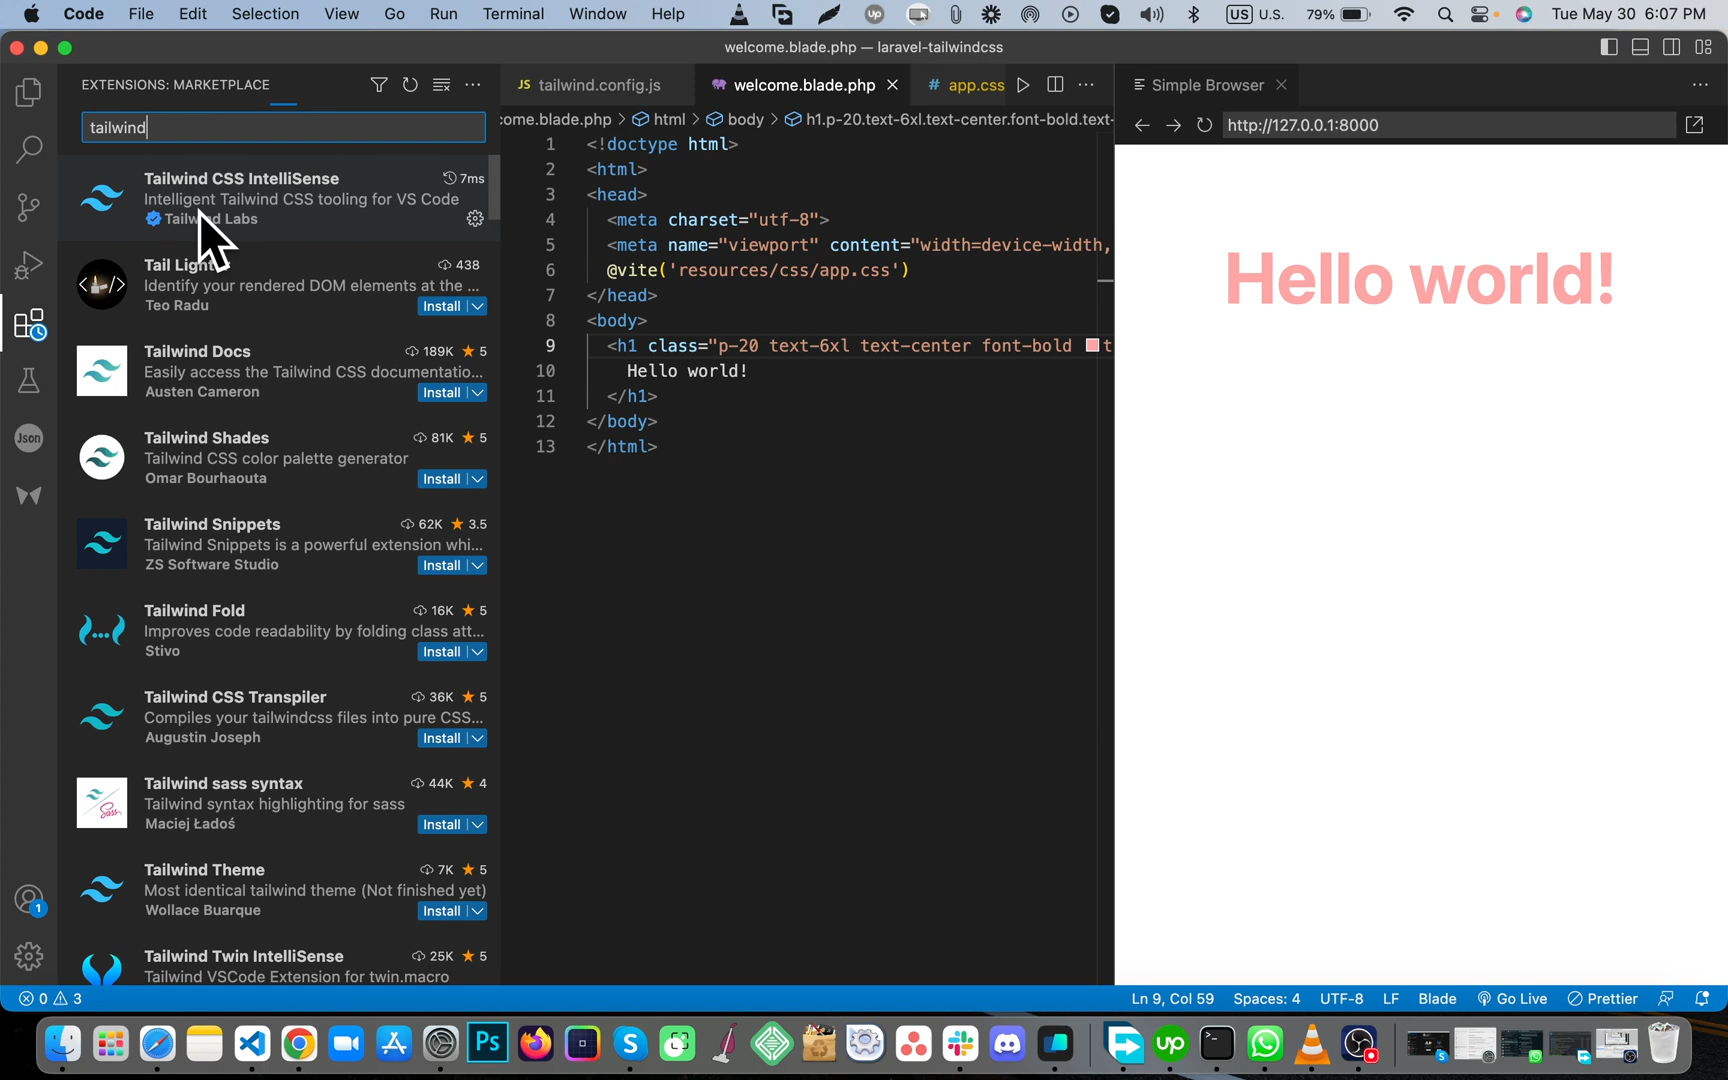 Code File Edit Selection View Go Run Terminal Window Help US U.S. 79% Tue May 30 6:07 PM
welcome.blade.php — laravel-tailwindcss
EXTENSIONS: MARKETPLACE
tailwind
Tailwind CSS IntelliSense 7ms
Intelligent Tailwind CSS tooling for VS Code
Tailwind Labs
Tail Light 438
Identify your rendered DOM elements at the ...
Teo Radu Install
Tailwind Docs 189K 5
Easily access the Tailwind CSS documentatio...
Austen Cameron Install
Tailwind Shades 81K 5
Tailwind CSS color palette generator
Omar Bourhaouta Install
Tailwind Snippets 62K 3.5
Tailwind Snippets is a powerful extension whi...
ZS Software Studio Install
Tailwind Fold 16K 5
Improves code readability by folding class att...
Stivo Install
Tailwind CSS Transpiler 36K 5
Compiles your tailwindcss files into pure CSS...
Augustin Joseph Install
Tailwind sass syntax 44K 4
Tailwind syntax highlighting for sass
Maciej Ładoś Install
Tailwind Theme 7K 5
Most identical tailwind theme (Not finished yet)
Wollace Buarque Install
Tailwind Twin IntelliSense 25K 5
Tailwind VSCode Extension for twin.macro
Json
1
JS tailwind.config.js welcome.blade.php # app.css
come.blade.php > html > body > h1.p-20.text-6xl.text-center.font-bold.text-
1 <!doctype html>
2 <html>
3 <head>
4 <meta charset="utf-8">
5 <meta name="viewport" content="width=device-width,
6 @vite('resources/css/app.css')
7 </head>
8 <body>
9 <h1 class="p-20 text-6xl text-center font-bold t
10 Hello world!
11 </h1>
12 </body>
13 </html>
Simple Browser
http://127.0.0.1:8000
Hello world!
0 3 Ln 9, Col 59 Spaces: 4 UTF-8 LF Blade Go Live Prettier
Ps
up